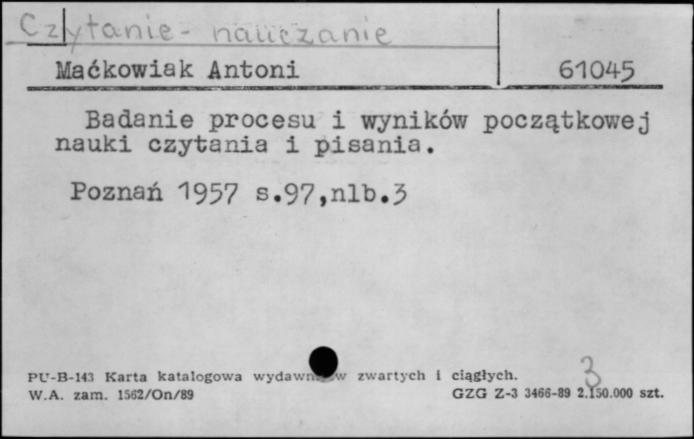 Czytanie - nauczanie
Maćkowiak Antoni 61045
Badanie procesu i wyników początkowej
nauki czytania i pisania.
Poznań 1957 s.97,nlb.3
3
PU-B-143 Karta katalogowa zwartych i ciągłych.
W.A. zam. 1562/On/89 GZG Z-3 3466-89 2.150.000 szt.